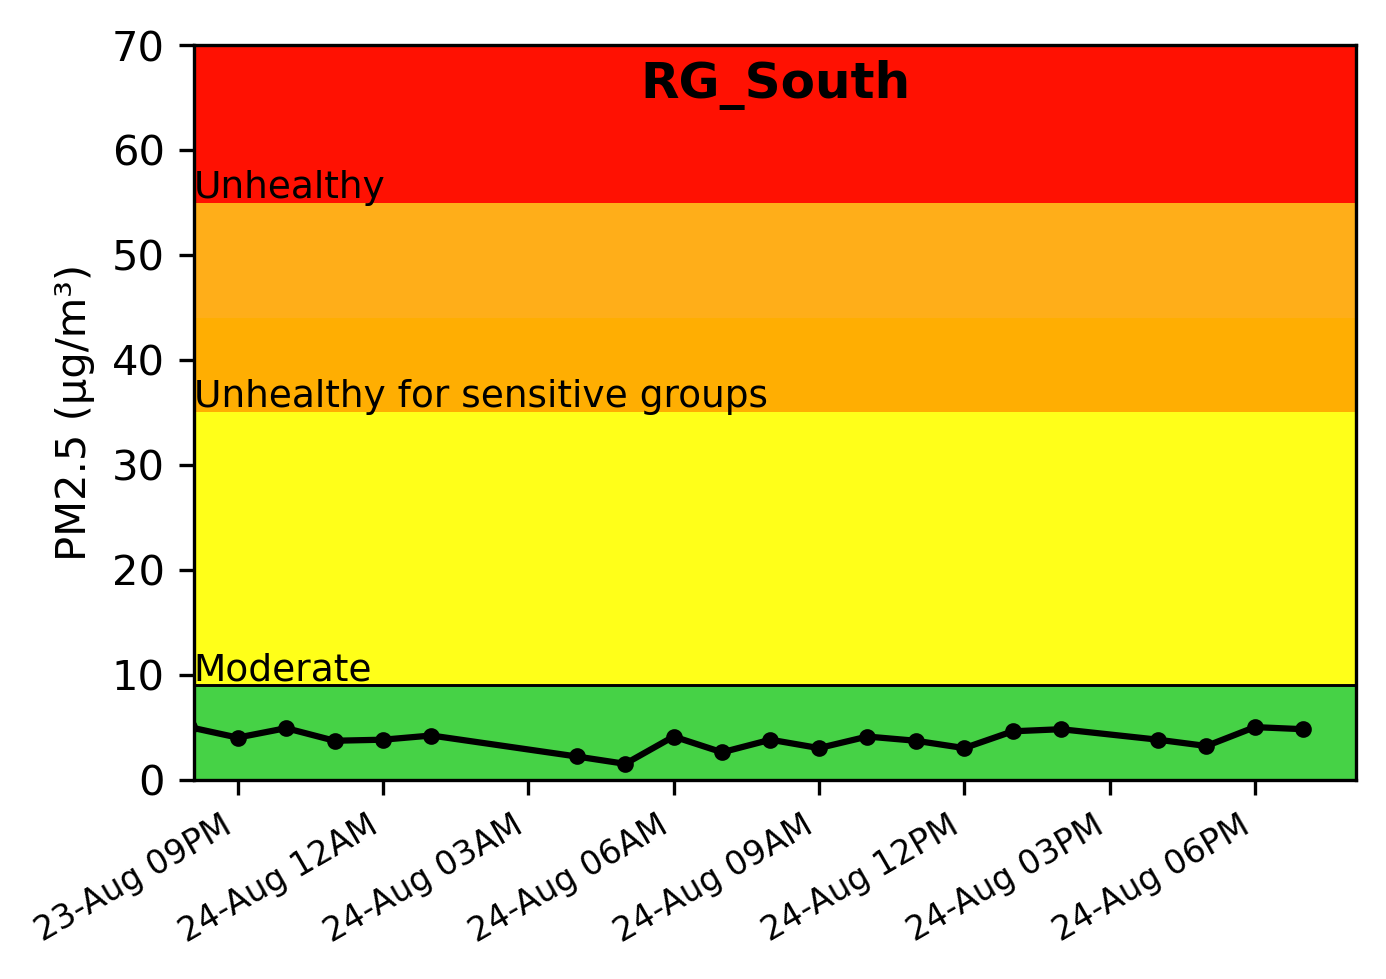 RG_South
PM2.5 (µg/m³)
70
60
50
40
30
20
10
0
Unhealthy
Unhealthy for sensitive groups
Moderate
23-Aug 09PM
24-Aug 12AM
24-Aug 03AM
24-Aug 06AM
24-Aug 09AM
24-Aug 12PM
24-Aug 03PM
24-Aug 06PM